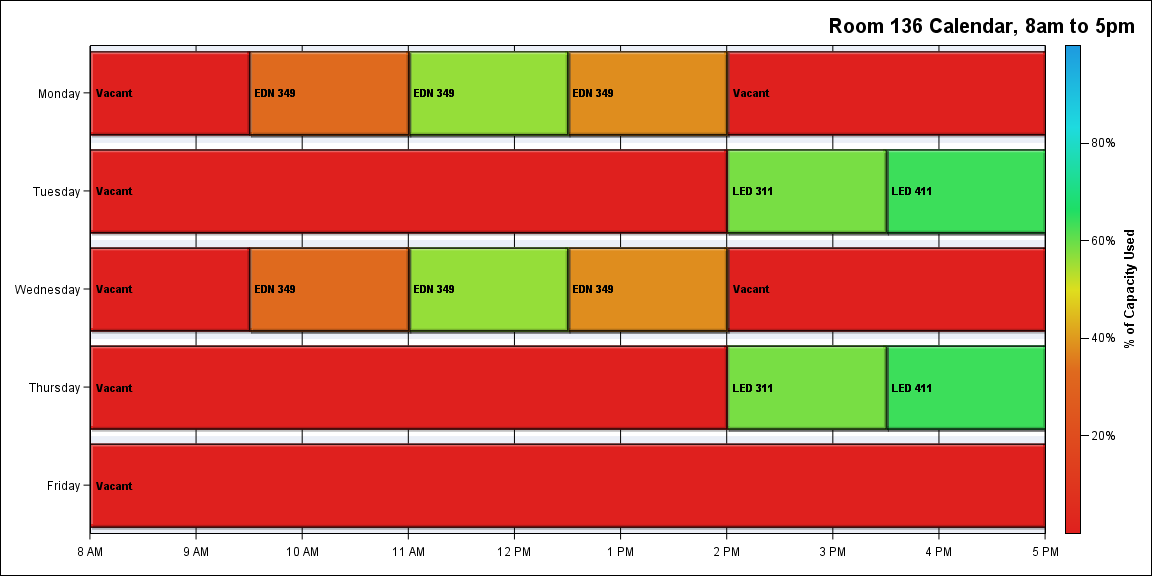 Room 136 Calendar, 8am to 5pm
Monday
Vacant
EDN 349
EDN 349
EDN 349
Vacant
Tuesday
Vacant
LED 311
LED 411
Wednesday
Vacant
EDN 349
EDN 349
EDN 349
Vacant
Thursday
Vacant
LED 311
LED 411
Friday
Vacant
8 AM
9 AM
10 AM
11 AM
12 PM
1 PM
2 PM
3 PM
4 PM
5 PM
80%
60%
40%
20%
% of Capacity Used